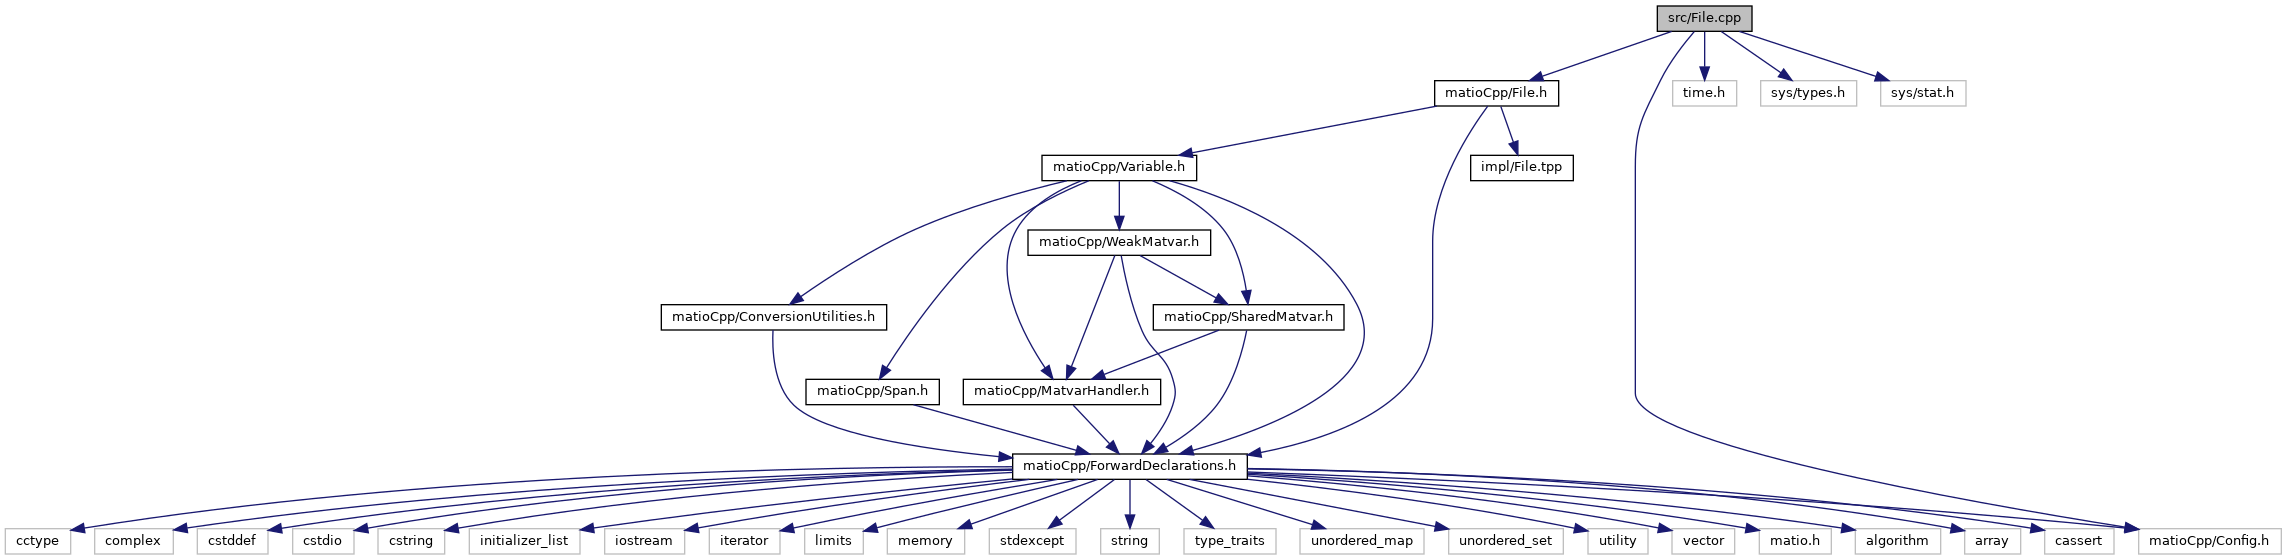 src/File.cpp
matioCpp/File.h
time.h
sys/types.h
sys/stat.h
matioCpp/Variable.h
impl/File.tpp
matioCpp/WeakMatvar.h
matioCpp/ConversionUtilities.h
matioCpp/SharedMatvar.h
matioCpp/Span.h
matioCpp/MatvarHandler.h
matioCpp/ForwardDeclarations.h
cctype
complex
cstddef
cstdio
cstring
initializer_list
iostream
iterator
limits
memory
stdexcept
string
type_traits
unordered_map
unordered_set
utility
vector
matio.h
algorithm
array
cassert
matioCpp/Config.h